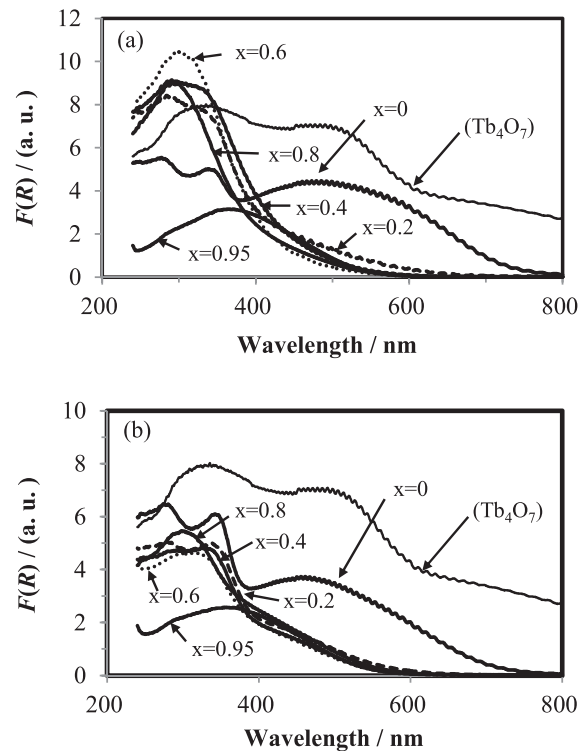 (a)
F(R) / (a. u.)
12
10
8
6
4
2
0
x=0.6
x=0
(Tb4O7)
x=0.8
x=0.4
x=0.2
x=0.95
200 400 600 800
Wavelength / nm
(b)
F(R) / (a. u. )
10
8
6
4
2
0
x=0
x=0.8
(Tb4O7)
x=0.4
x=0.2
x=0.6
x=0.95
200 400 600 800
Wavelength / nm